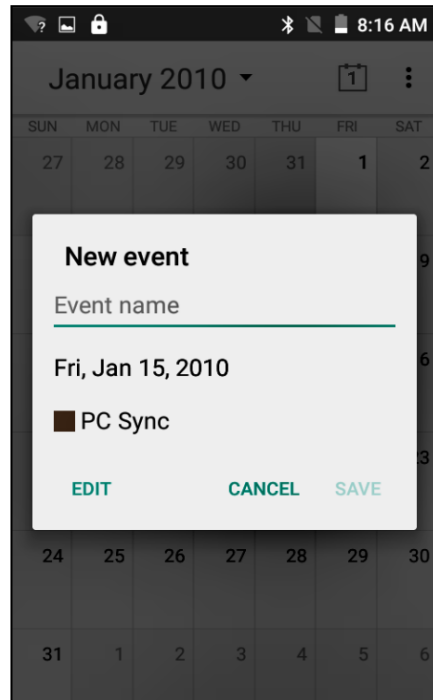 8:16 AM
January 2010
1
SUN MON TUE WED THU FRI SAT
27 28 29 30 31 1 2
9
New event
Event name
6
Fri, Jan 15, 2010
PC Sync
3
EDIT CANCEL SAVE
24 25 26 27 28 29 30
31 1 2 3 4 5 6